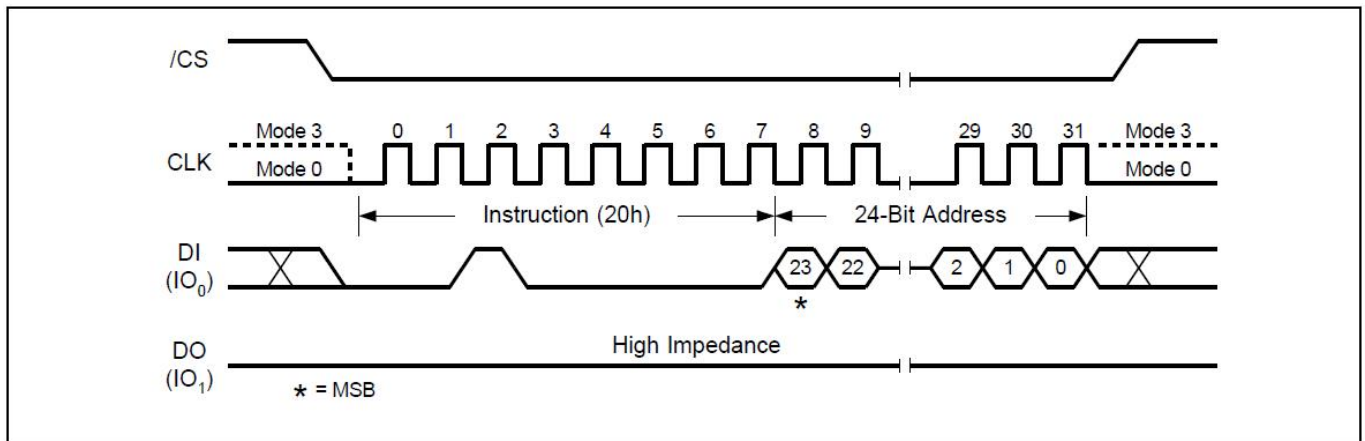 /CS
Mode 3 0 1 2 3 4 5 6 7 8 9 29 30 31 Mode 3
CLK
Mode 0 Mode 0
Instruction (20h) 24-Bit Address
DI
(IO0) 23 22 2 1 0
*
High Impedance
DO
(IO1)
* = MSB